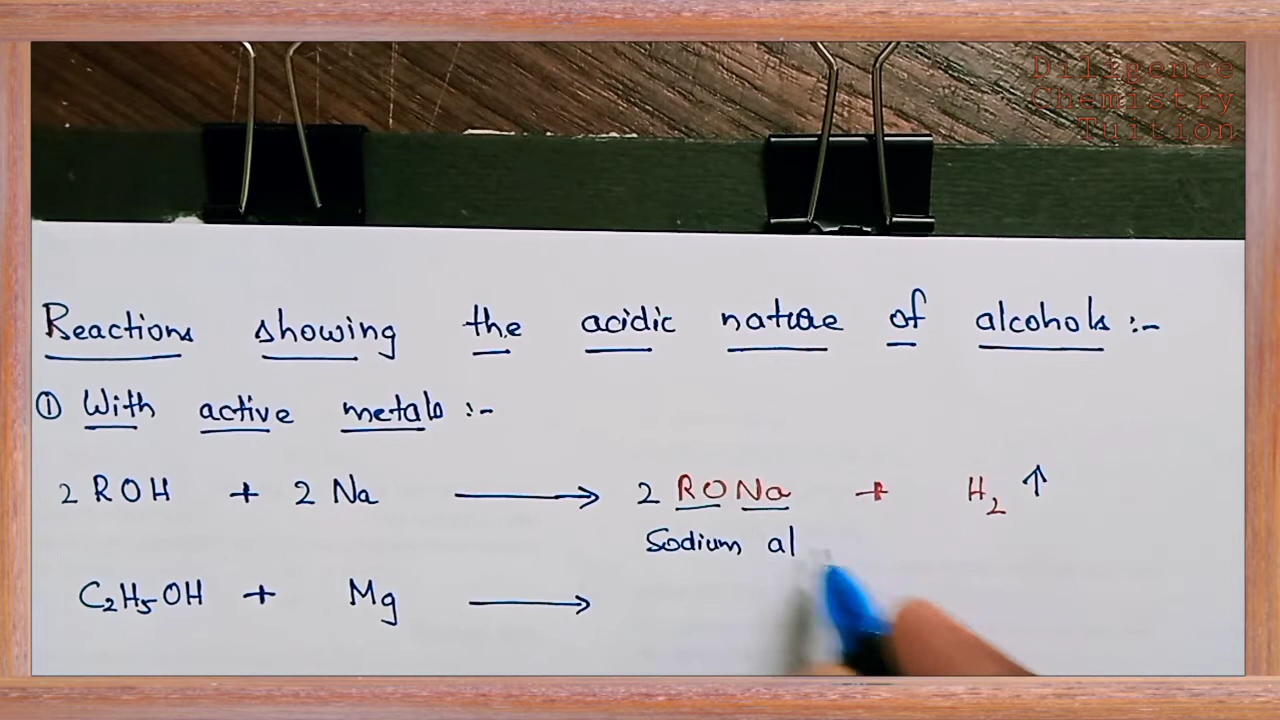 Diligence
Chemistry
Tuition
Reactions showing the acidic nature of alcohols :-
① With active metals :-
2 ROH + 2 Na ⟶ 2 RONa + H₂ ↑
Sodium al
C₂H₅OH + Mg ⟶